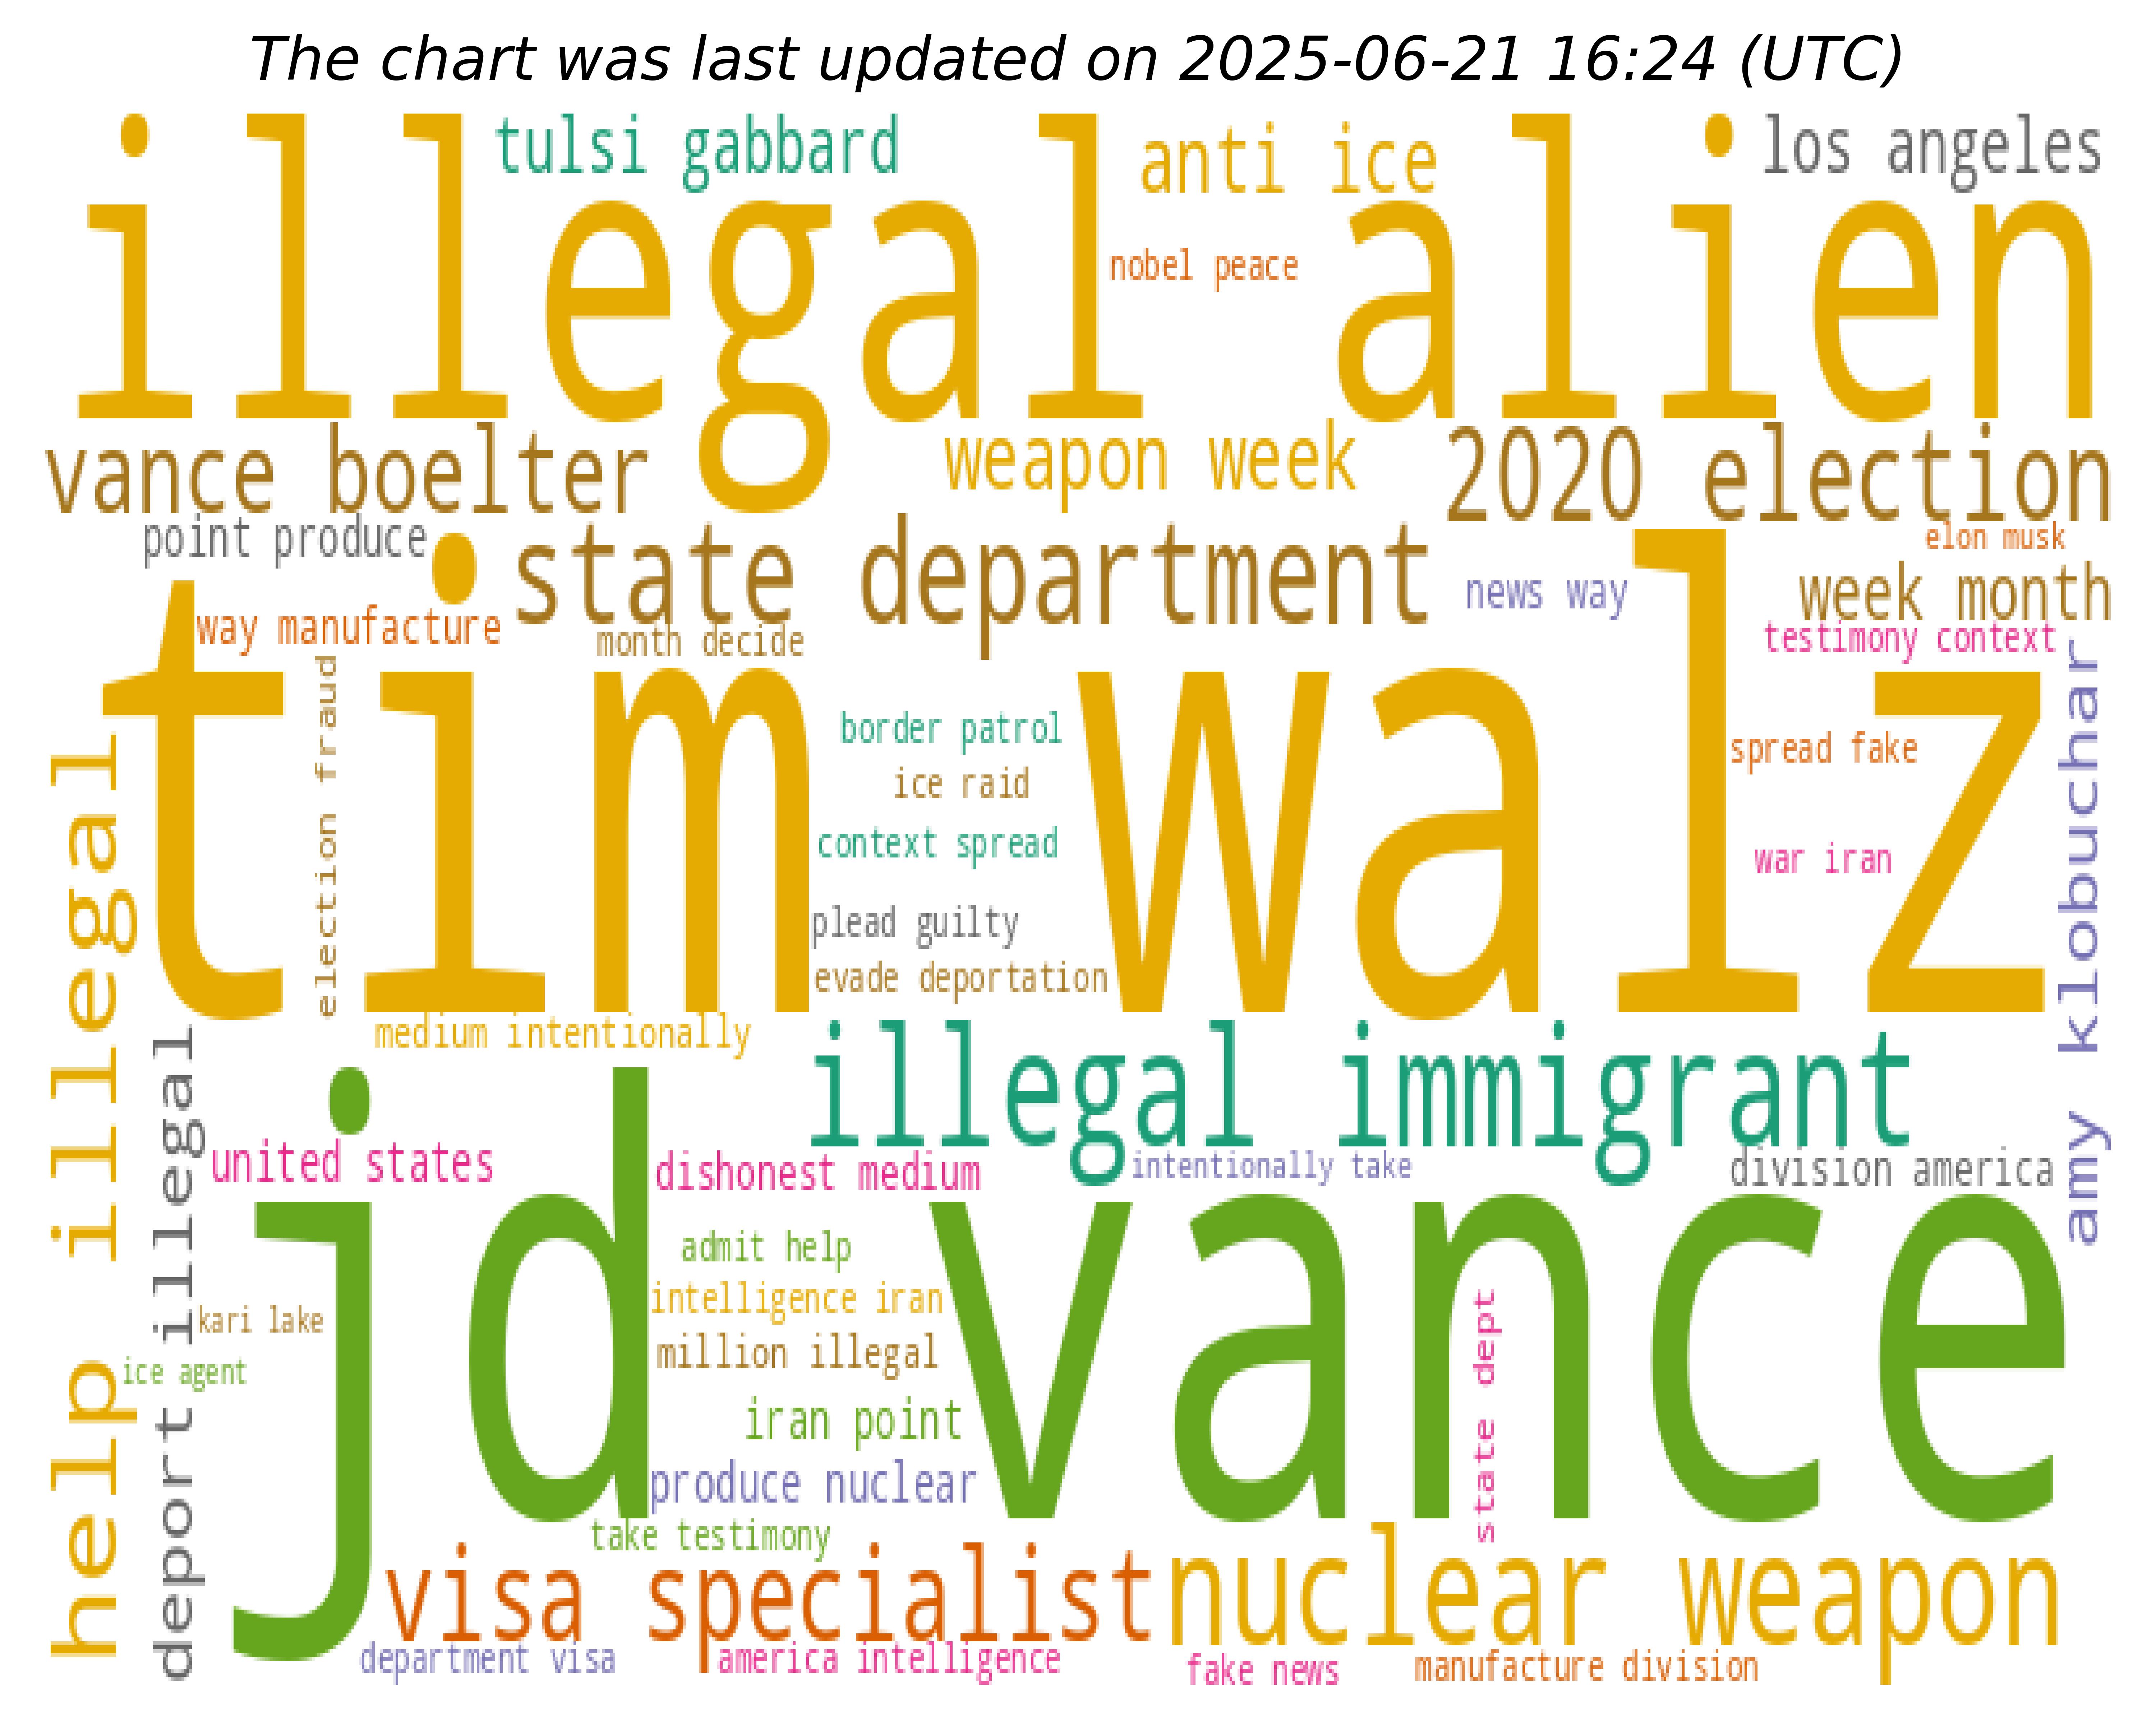 The chart was last updated on 2025-06-21 16:24 (UTC)
illegal alien
tulsi gabbard
anti ice
los angeles
nobel peace
vance boelter
weapon week
2020 election
point produce
state department
elon musk
news way
week month
way manufacture
month decide
testimony context
tim walz
election fraud
border patrol
ice raid
context spread
plead guilty
evade deportation
spread fake
war iran
amy klobuchar
help illegal
deport illegal
medium intentionally
illegal immigrant
united states
dishonest medium
intentionally take
division america
jd vance
admit help
intelligence iran
million illegal
iran point
produce nuclear
kari lake
ice agent
state dept
take testimony
visa specialist
nuclear weapon
department visa
america intelligence
fake news
manufacture division